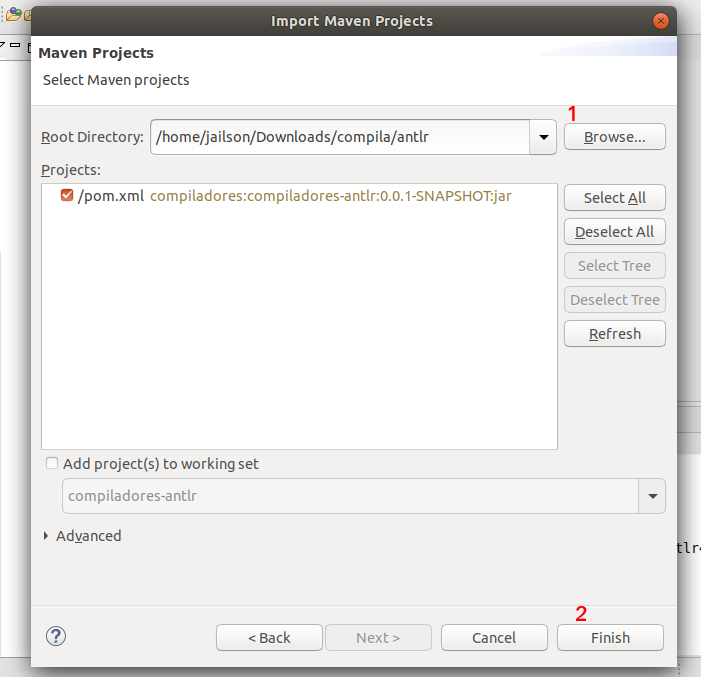 Import Maven Projects
Maven Projects
Select Maven projects
1
Root Directory: /home/jailson/Downloads/compila/antlr Browse...
Projects:
/pom.xml compiladores:compiladores-antlr:0.0.1-SNAPSHOT:jar
Select All
Deselect All
Select Tree
Deselect Tree
Refresh
Add project(s) to working set
compiladores-antlr
Advanced
tlr4
2
? < Back Next > Cancel Finish